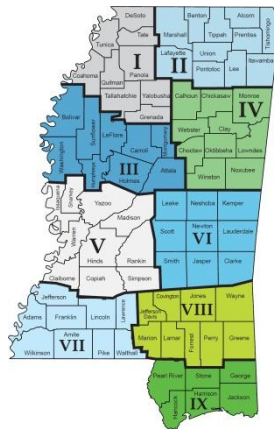 DeSoto
Tunica
Tate
I
Panola
Coahoma
Quitman
Tallahatchie
Yalobusha
Grenada
Benton
Alcorn
Tishomingo
Marshall
Tippah
Prentiss
Lafayette
II
Union
Itawamba
Pontotoc
Lee
Bolivar
Sunflower
LeFlore
Carroll
Montgomery
Washington
Humphreys
III
Holmes
Attala
Calhoun
Chickasaw
Monroe
IV
Webster
Clay
Choctaw
Oktibbeha
Lowndes
Winston
Noxubee
Issaquena
Sharkey
Yazoo
Madison
Warren
V
Hinds
Rankin
Claiborne
Copiah
Simpson
Leake
Neshoba
Kemper
Scott
Newton
Lauderdale
VI
Smith
Jasper
Clarke
Jefferson
Adams
Franklin
Lincoln
Lawrence
Amite
Wilkinson
VII
Pike
Walthall
Covington
Jones
Wayne
Jefferson
Davis
VIII
Marion
Lamar
Forrest
Perry
Greene
Pearl River
Stone
George
Hancock
Harrison
Jackson
IX